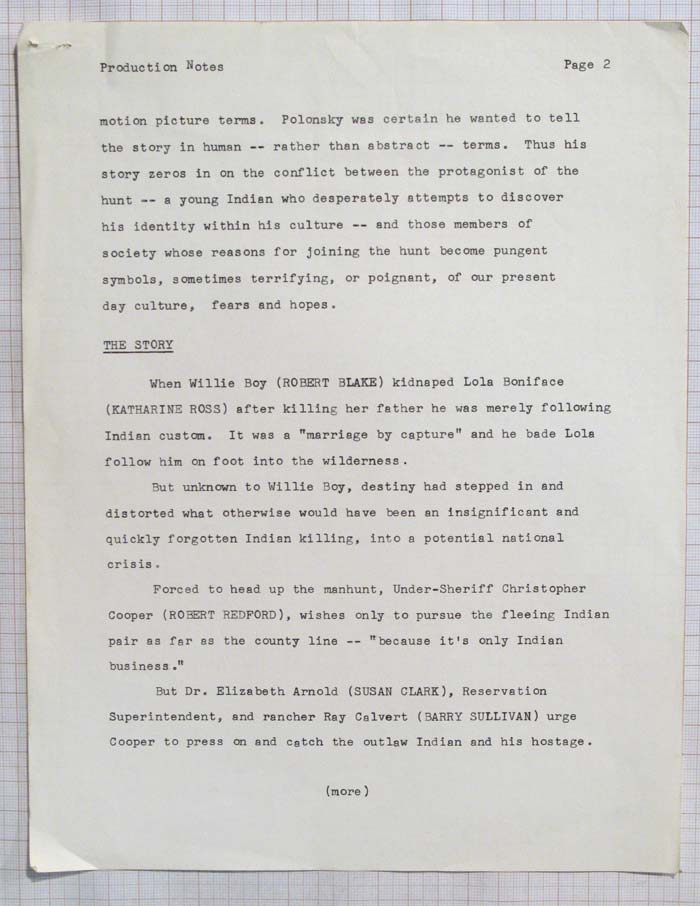 Production Notes Page 2
motion picture terms. Polonsky was certain he wanted to tell
the story in human -- rather than abstract -- terms. Thus his
story zeros in on the conflict between the protagonist of the
hunt -- a young Indian who desperately attempts to discover
his identity within his culture -- and those members of
society whose reasons for joining the hunt become pungent
symbols, sometimes terrifying, or poignant, of our present
day culture, fears and hopes.
THE STORY
When Willie Boy (ROBERT BLAKE) kidnaped Lola Boniface
(KATHARINE ROSS) after killing her father he was merely following
Indian custom. It was a "marriage by capture" and he bade Lola
follow him on foot into the wilderness.
But unknown to Willie Boy, destiny had stepped in and
distorted what otherwise would have been an insignificant and
quickly forgotten Indian killing, into a potential national
crisis.
Forced to head up the manhunt, Under-Sheriff Christopher
Cooper (ROBERT REDFORD), wishes only to pursue the fleeing Indian
pair as far as the county line -- "because it's only Indian
business."
But Dr. Elizabeth Arnold (SUSAN CLARK), Reservation
Superintendent, and rancher Ray Calvert (BARRY SULLIVAN) urge
Cooper to press on and catch the outlaw Indian and his hostage.
(more)